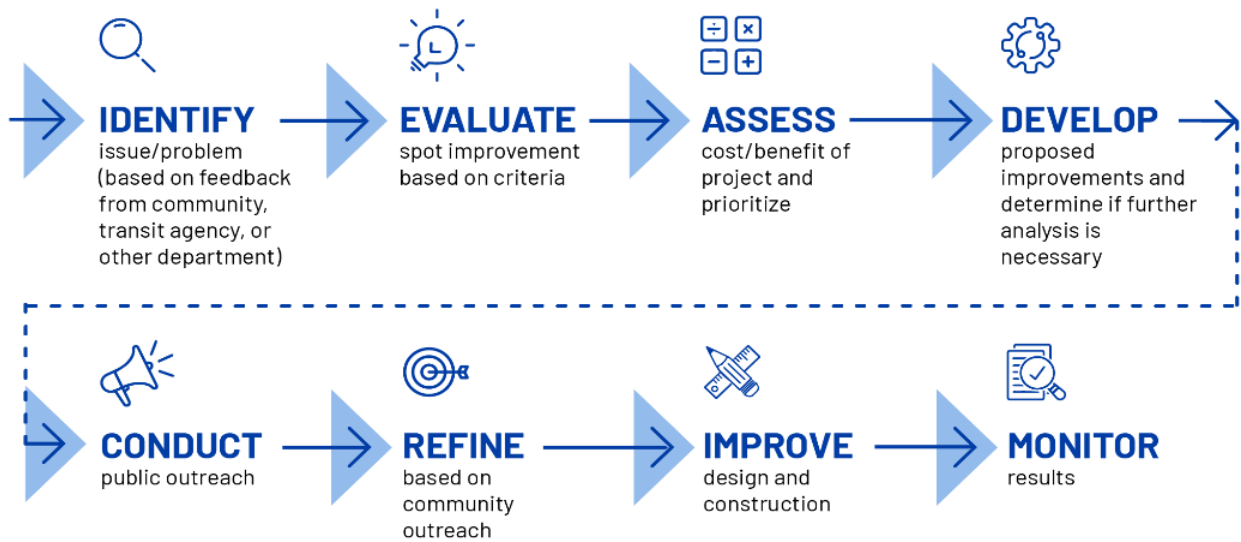 IDENTIFY
issue/problem
(based on feedback
from community,
transit agency, or
other department)
EVALUATE
spot improvement
based on criteria
ASSESS
cost/benefit of
project and
prioritize
DEVELOP
proposed
improvements and
determine if further
analysis is
necessary
CONDUCT
public outreach
REFINE
based on
community
outreach
IMPROVE
design and
construction
MONITOR
results